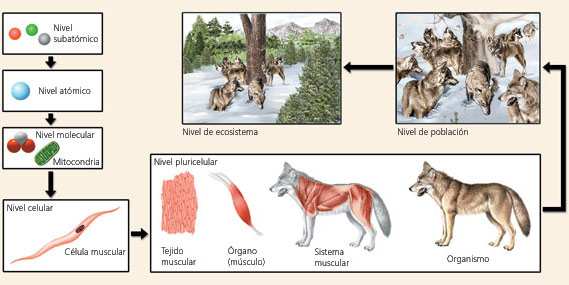 Nivel
subatómico
Nivel atómico
Nivel molecular
Mitocondria
Nivel celular
Célula muscular
Nivel pluricelular
Tejido
muscular
Órgano
(músculo)
Sistema
muscular
Organismo
Nivel de población
Nivel de ecosistema